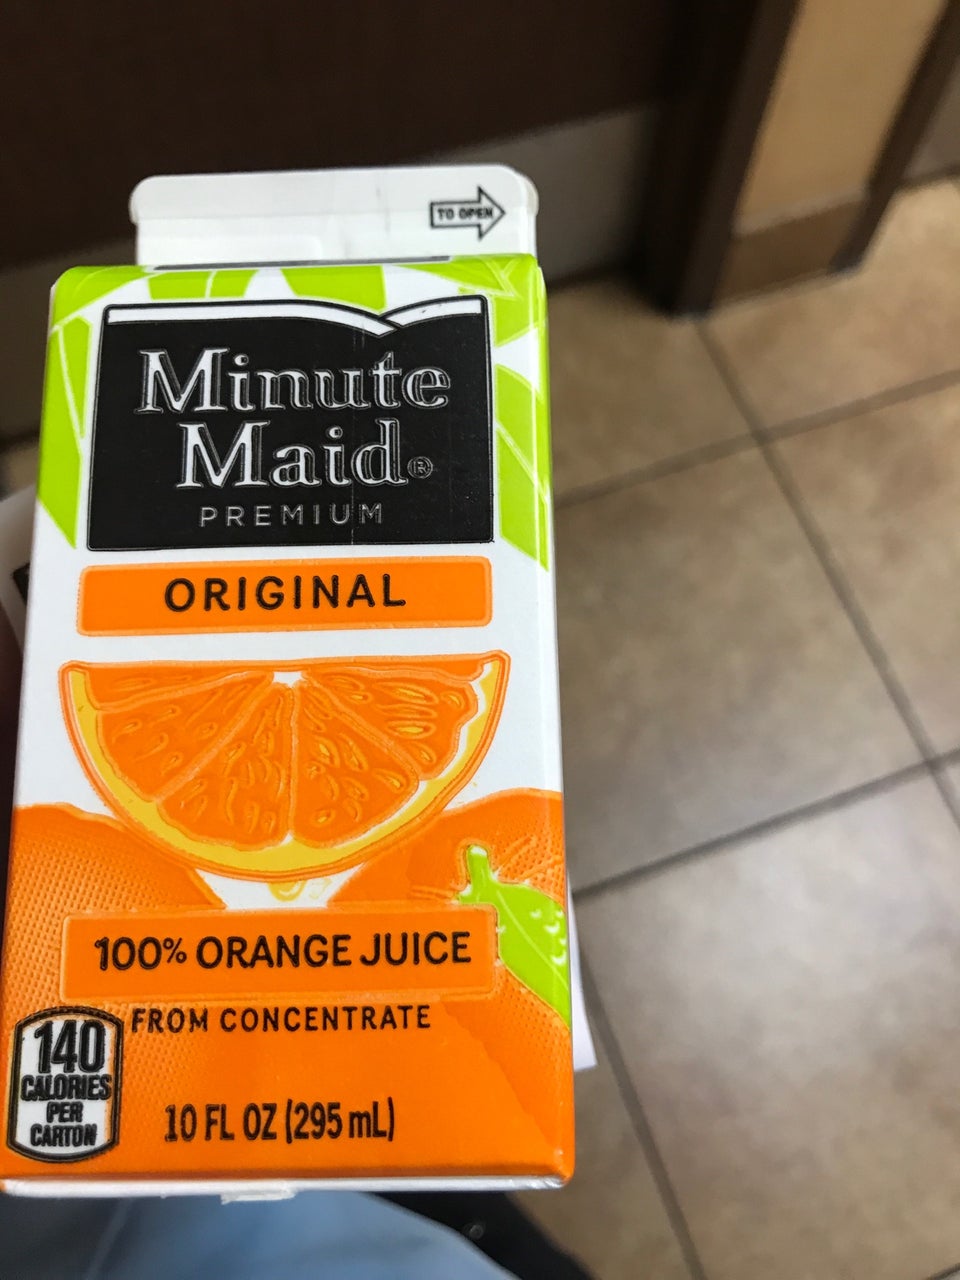 TO OPEN
Minute
Maid®
PREMIUM
ORIGINAL
100% ORANGE JUICE
FROM CONCENTRATE
140
CALORIES
PER
CARTON
10 FL OZ (295 mL)